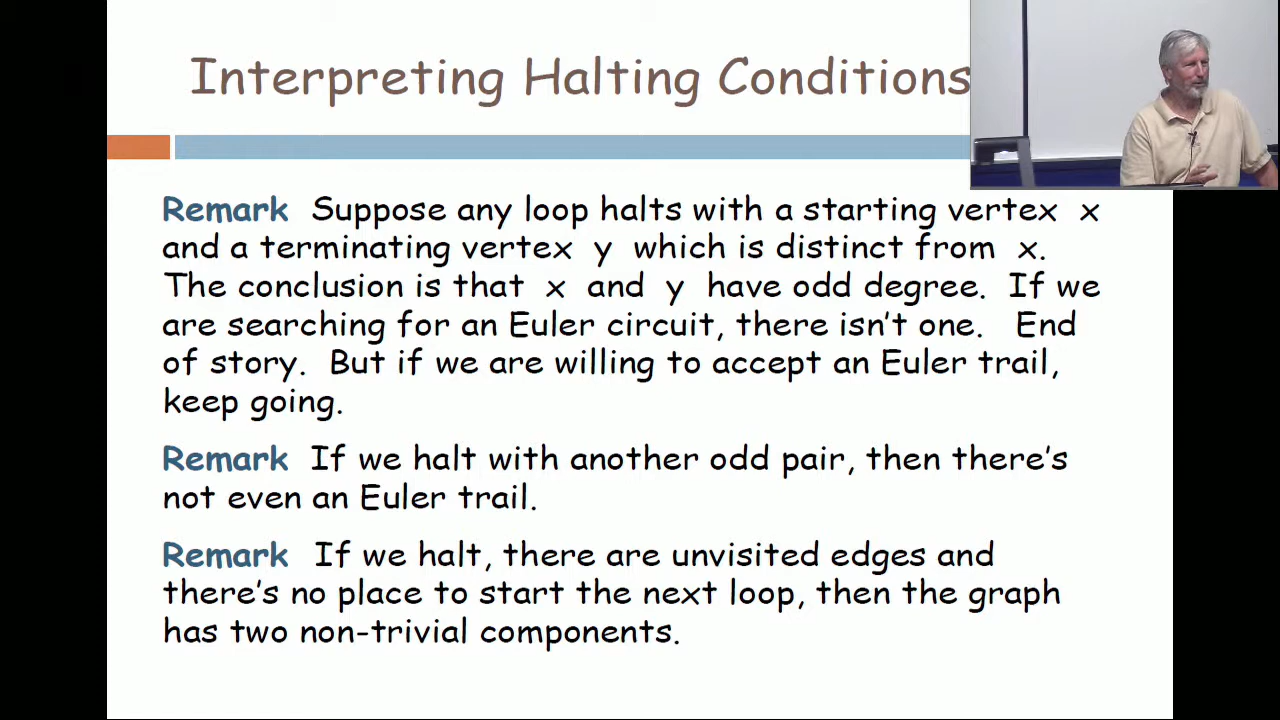 Interpreting Halting Conditions
Remark Suppose any loop halts with a starting vertex x
and a terminating vertex y which is distinct from x.
The conclusion is that x and y have odd degree. If we
are searching for an Euler circuit, there isn't one. End
of story. But if we are willing to accept an Euler trail,
keep going.
Remark If we halt with another odd pair, then there's
not even an Euler trail.
Remark If we halt, there are unvisited edges and
there's no place to start the next loop, then the graph
has two non-trivial components.